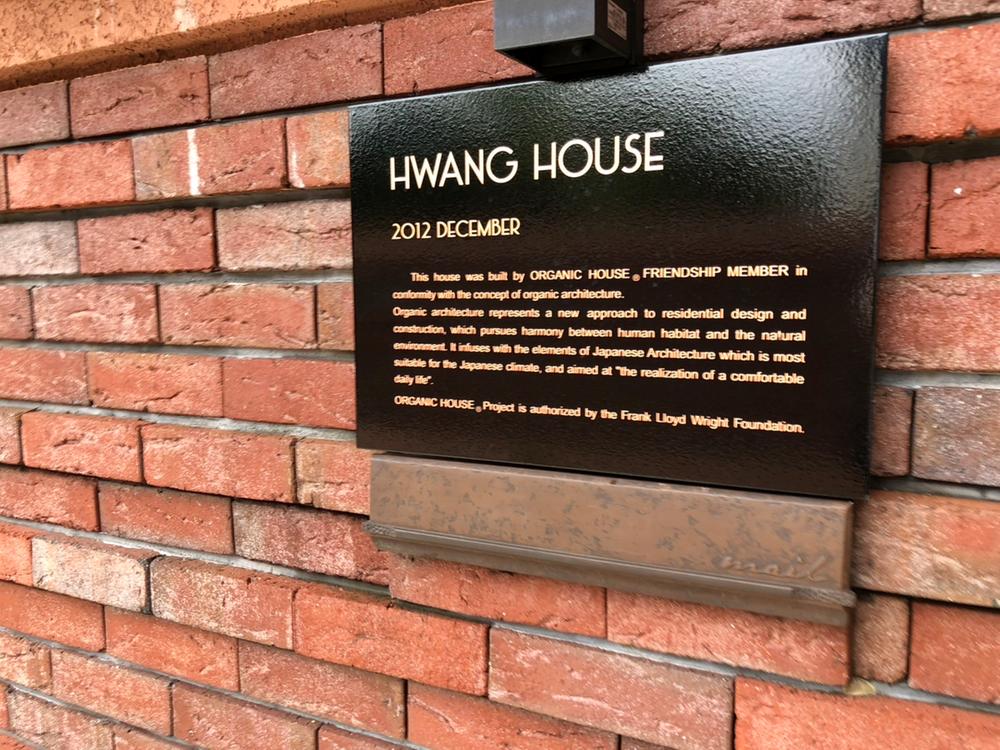 HWANG HOUSE
2012 DECEMBER
This house was built by ORGANIC HOUSE® FRIENDSHIP MEMBER in
conformity with the concept of organic architecture.
Organic architecture represents a new approach to residential design and
construction, which pursues harmony between human habitat and the natural
environment. It infuses with the elements of Japanese Architecture which is most
suitable for the Japanese climate, and aimed at "the realization of a comfortable
daily life".
ORGANIC HOUSE® Project is authorized by the Frank Lloyd Wright Foundation.
mail